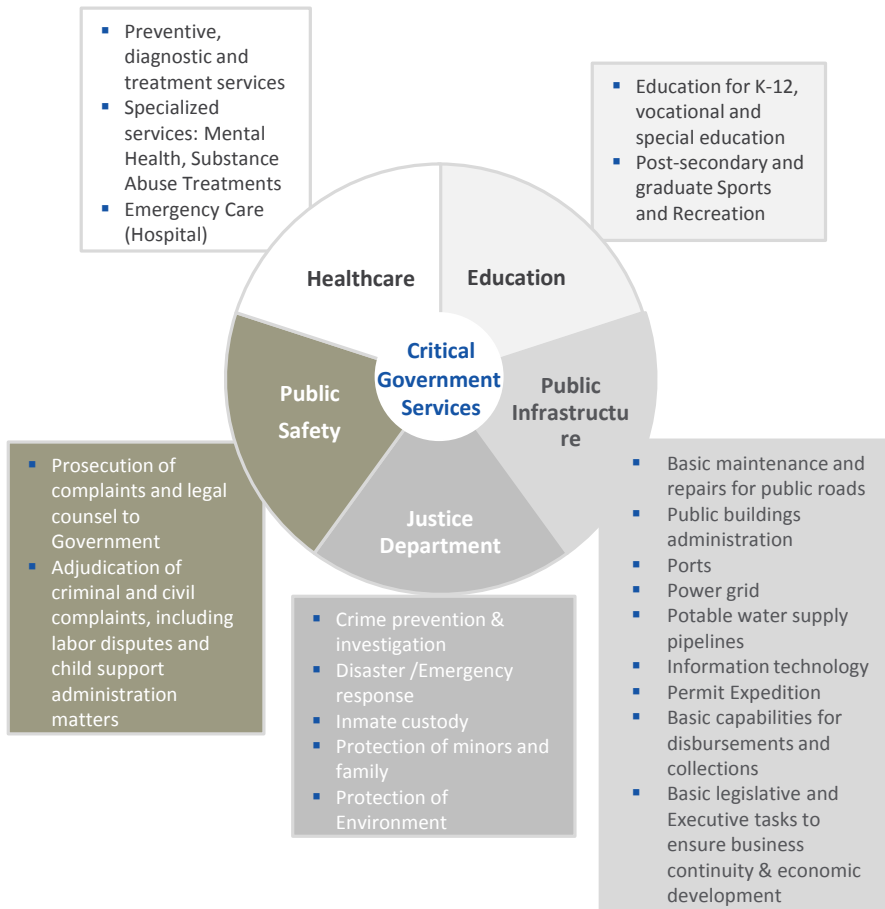 ▪ Preventive,
diagnostic and
treatment services
▪ Specialized
services: Mental
Health, Substance
Abuse Treatments
▪ Emergency Care
(Hospital)
▪ Education for K-12,
vocational and
special education
▪ Post-secondary and
graduate Sports
and Recreation
Healthcare
Education
Critical
Government
Services
Public
Safety
Public
Infrastructu
re
Justice
Department
▪ Prosecution of
complaints and legal
counsel to
Government
▪ Adjudication of
criminal and civil
complaints, including
labor disputes and
child support
administration
matters
▪ Crime prevention &
investigation
▪ Disaster /Emergency
response
▪ Inmate custody
▪ Protection of minors and
family
▪ Protection of
Environment
▪ Basic maintenance and
repairs for public roads
▪ Public buildings
administration
▪ Ports
▪ Power grid
▪ Potable water supply
pipelines
▪ Information technology
▪ Permit Expedition
▪ Basic capabilities for
disbursements and
collections
▪ Basic legislative and
Executive tasks to
ensure business
continuity & economic
development